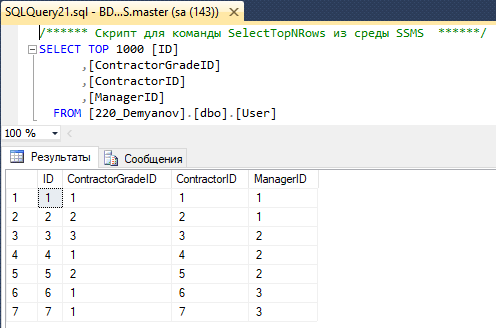 SQLQuery21.sql - BD...S.master (sa (143))
/****** Скрипт для команды SelectTopNRows из среды SSMS ******/
SELECT TOP 1000 [ID]
,[ContractorGradeID]
,[ContractorID]
,[ManagerID]
FROM [220_Demyanov].[dbo].[User]
100 %
Результаты Сообщения
ID ContractorGradeID ContractorID ManagerID
1 1 1 1 1
2 2 2 2 1
3 3 3 3 2
4 4 1 4 2
5 5 2 5 2
6 6 1 6 3
7 7 1 7 3